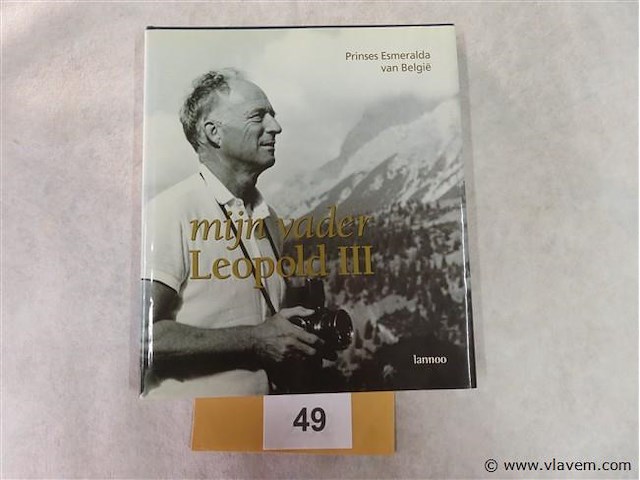 Prinses Esmeralda
van België
mijn vader
Leopold III
lannoo
49
© www.vlavem.com